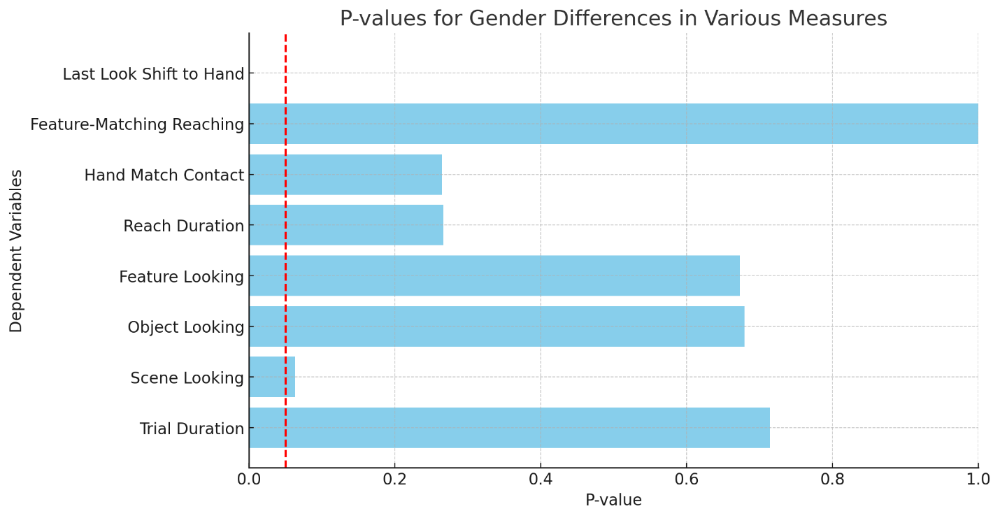 P-values for Gender Differences in Various Measures
Last Look Shift to Hand
Feature-Matching Reaching
Hand Match Contact
Reach Duration
Feature Looking
Object Looking
Scene Looking
Trial Duration
Dependent Variables
0.0 0.2 0.4 0.6 0.8 1.0
P-value